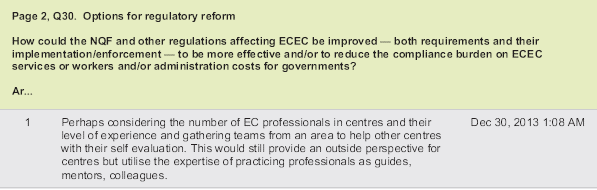 Page 2, Q30. Options for regulatory reform
How could the NQF and other regulations affecting ECEC be improved — both requirements and their
implementation/enforcement — to be more effective and/or to reduce the compliance burden on ECEC
services or workers and/or administration costs for governments?
Ar...
1 Perhaps considering the number of EC professionals in centres and their Dec 30, 2013 1:08 AM
level of experience and gathering teams from an area to help other centres
with their self evaluation. This would still provide an outside perspective for
centres but utilise the expertise of practicing professionals as guides,
mentors, colleagues.